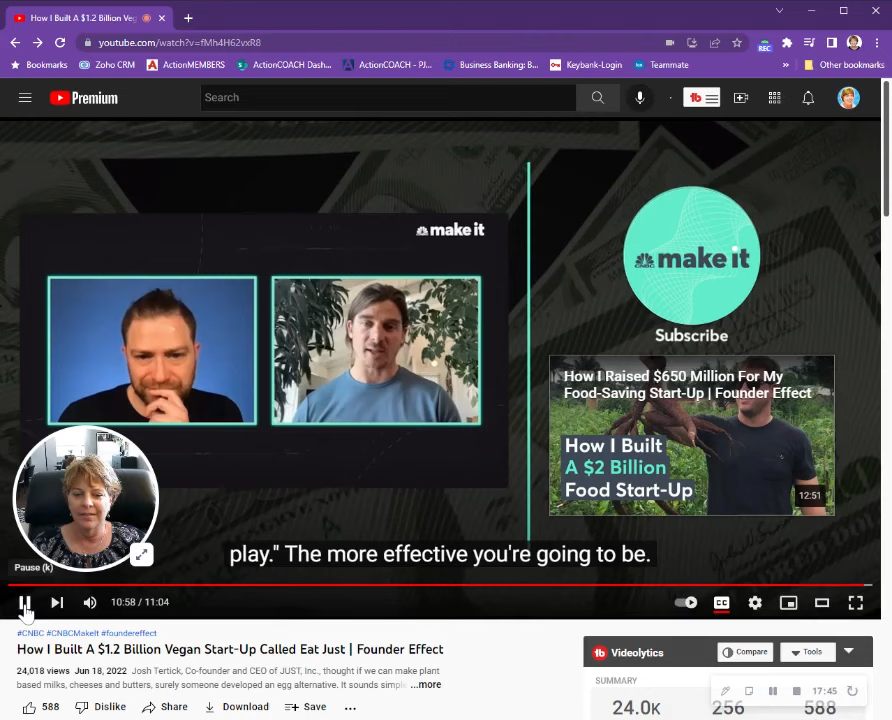 How I Built A $1.2 Billion Veg
youtube.com/watch?v=fMh4H62vxR8
REC
Bookmarks
Zoho CRM
ActionMEMBERS
ActionCOACH Dash...
ActionCOACH - PJ...
Business Banking: B...
Keybank-Login
Teammate
»
Other bookmarks
Premium
Search
tb
make it
CNBC make it
Subscribe
How I Raised $650 Million For My
Food-Saving Start-Up | Founder Effect
How I Built
A $2 Billion
Food Start-Up
12:51
play." The more effective you're going to be.
Pause (k)
10:58 / 11:04
CC
#CNBC #CNBCMakeIt #foundereffect
How I Built A $1.2 Billion Vegan Start-Up Called Eat Just | Founder Effect
24,018 views Jun 18, 2022 Josh Tertick, Co-founder and CEO of JUST, Inc., thought if we can make plant
based milks, cheeses and butters, surely someone developed an egg alternative. It sounds simple ...more
588
Dislike
Share
Download
Save
...
tb Videolytics
Compare
Tools
SUMMARY
24.0K
256
588
17:45